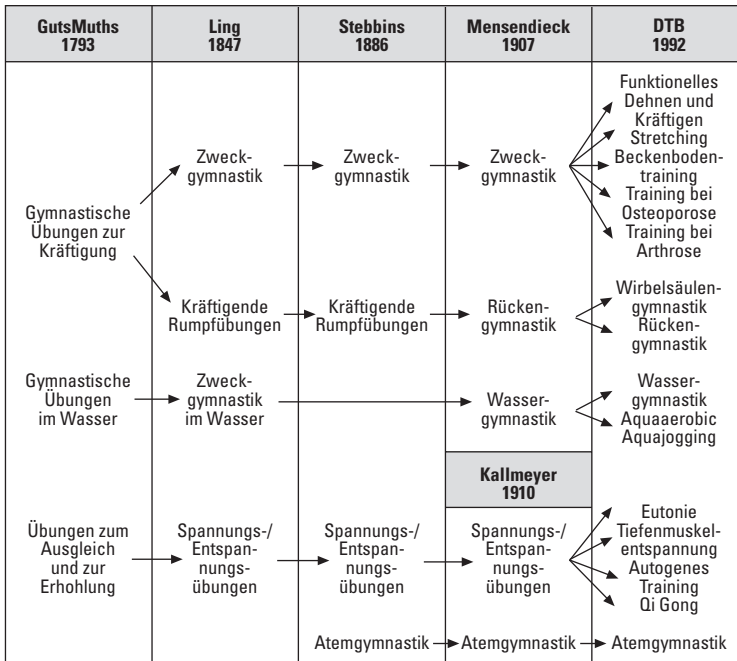 GutsMuths
1793
Ling
1847
Stebbins
1886
Mensendieck
1907
DTB
1992
Gymnastische
Übungen zur
Kräftigung
Zweck-
gymnastik
Zweck-
gymnastik
Zweck-
gymnastik
Funktionelles
Dehnen und
Kräftigen
Stretching
Beckenboden-
training
Training bei
Osteoporose
Training bei
Arthrose
Kräftigende
Rumpfübungen
Kräftigende
Rumpfübungen
Rücken-
gymnastik
Wirbelsäulen-
gymnastik
Rücken-
gymnastik
Gymnastische
Übungen
im Wasser
Zweck-
gymnastik
im Wasser
Wasser-
gymnastik
Wasser-
gymnastik
Aquaaerobic
Aquajogging
Kallmeyer
1910
Übungen zum
Ausgleich
und zur
Erhohlung
Spannungs-/
Entspan-
nungs-
übungen
Spannungs-/
Entspan-
nungs-
übungen
Spannungs-/
Entspan-
nungs-
übungen
Eutonie
Tiefenmuskel-
entspannung
Autogenes
Training
Qi Gong
Atemgymnastik
Atemgymnastik
Atemgymnastik